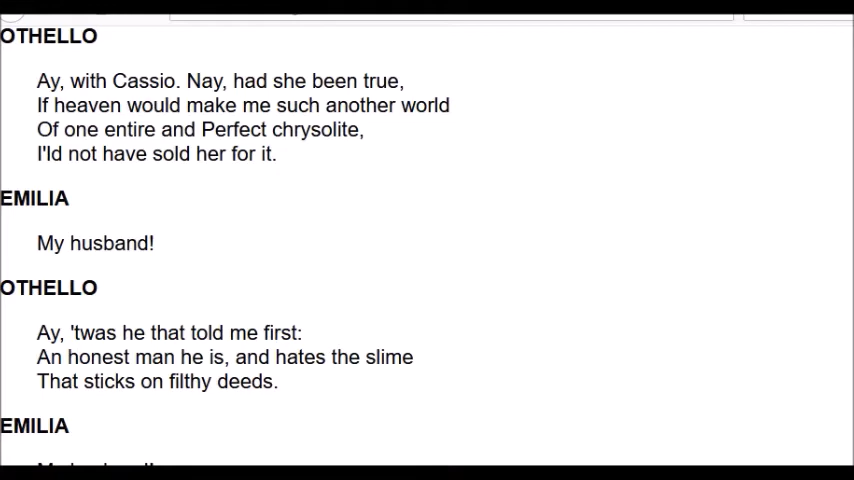 OTHELLO
Ay, with Cassio. Nay, had she been true,
If heaven would make me such another world
Of one entire and Perfect chrysolite,
I'ld not have sold her for it.
EMILIA
My husband!
OTHELLO
Ay, 'twas he that told me first:
An honest man he is, and hates the slime
That sticks on filthy deeds.
EMILIA